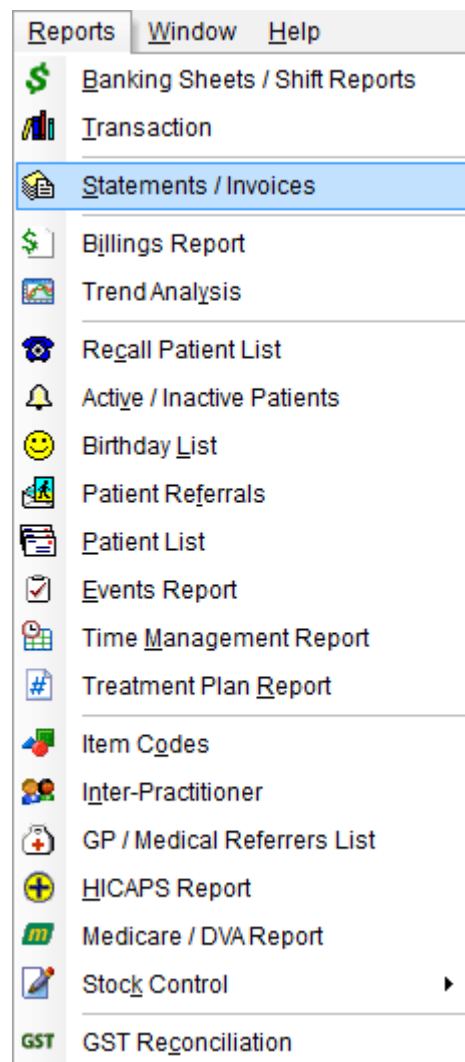 Reports Window Help
$ Banking Sheets / Shift Reports
Transaction
Statements / Invoices
$ Billings Report
Trend Analysis
Recall Patient List
Active / Inactive Patients
Birthday List
Patient Referrals
Patient List
Events Report
Time Management Report
# Treatment Plan Report
Item Codes
Inter-Practitioner
GP / Medical Referrers List
HICAPS Report
m Medicare / DVA Report
Stock Control
GST GST Reconciliation